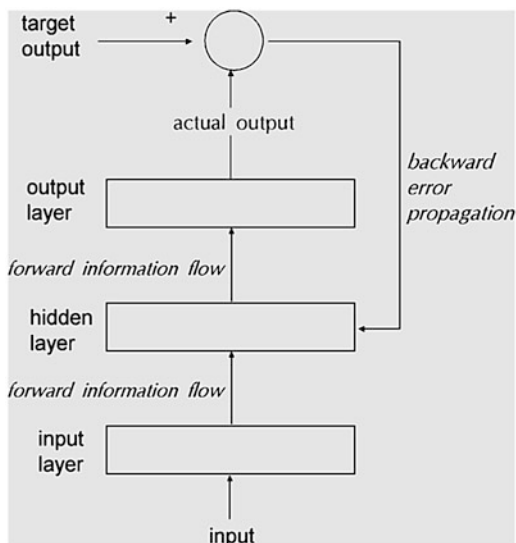 target
output
+
actual output
backward
error
propagation
output
layer
forward information flow
hidden
layer
forward information flow
input
layer
input